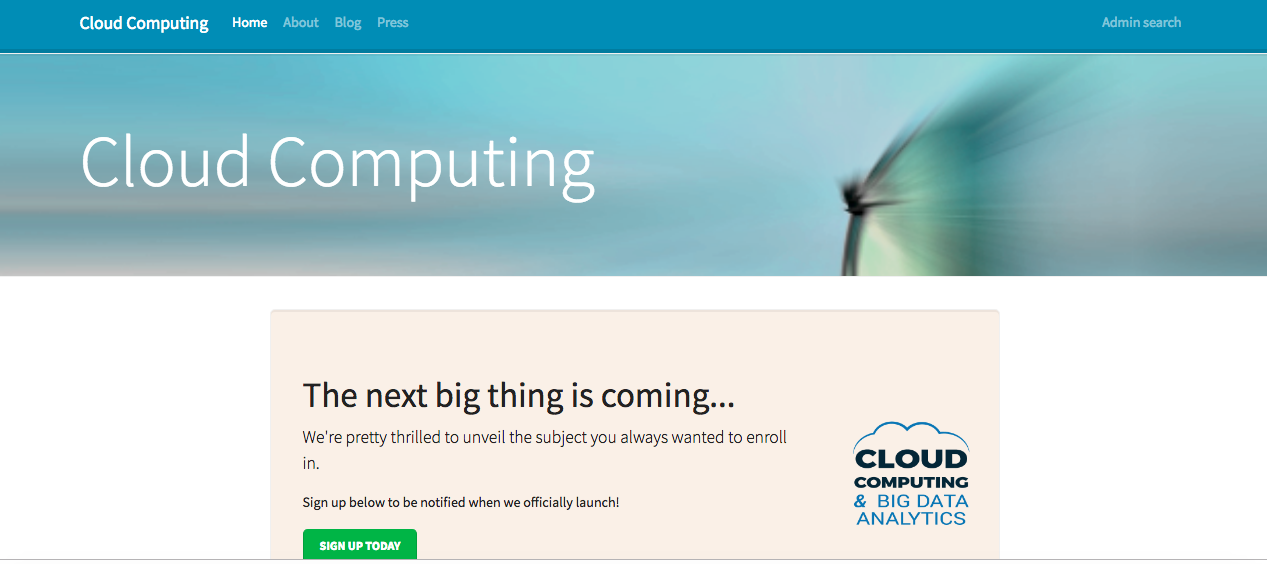 Cloud Computing Home About Blog Press Admin search
Cloud Computing
The next big thing is coming...
We're pretty thrilled to unveil the subject you always wanted to enroll
in.
Sign up below to be notified when we officially launch!
SIGN UP TODAY
CLOUD
COMPUTING
& BIG DATA
ANALYTICS